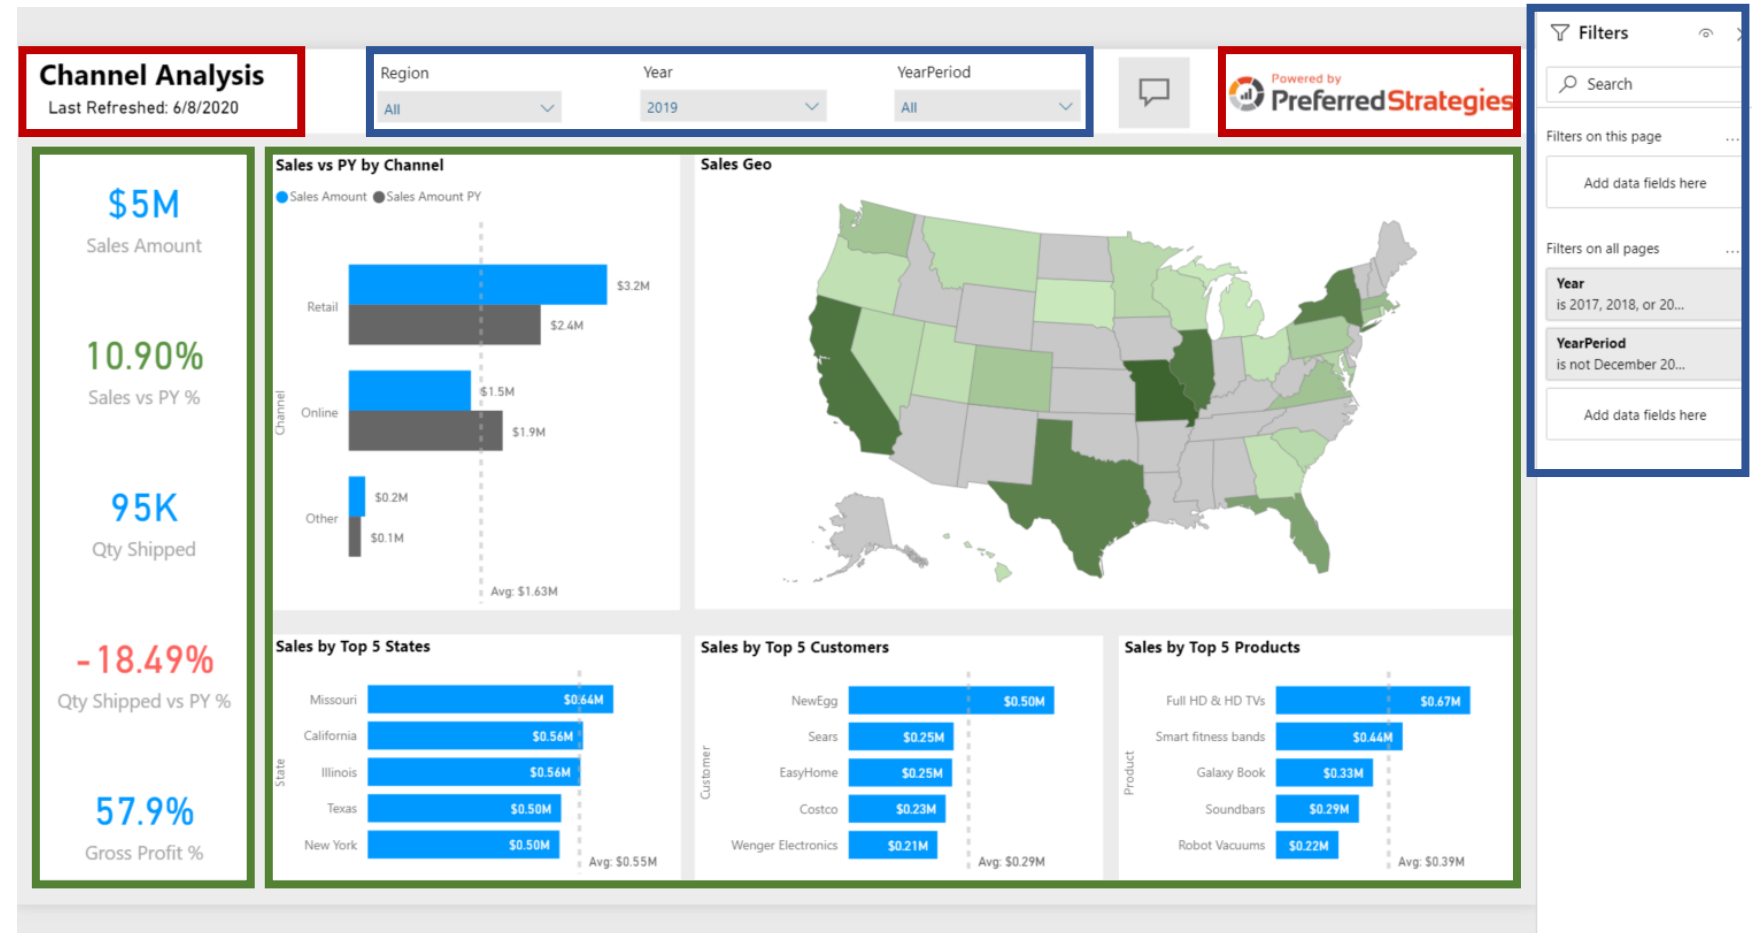 Channel Analysis
Last Refreshed: 6/8/2020
Region
All
Year
2019
YearPeriod
All
Powered by
PreferredStrategies
$5M
Sales Amount
10.90%
Sales vs PY %
95K
Qty Shipped
-18.49%
Qty Shipped vs PY %
57.9%
Gross Profit %
Sales vs PY by Channel
Sales Amount Sales Amount PY
Channel
Retail
$3.2M
$2.4M
Online
$1.5M
$1.9M
Other
$0.2M
$0.1M
Avg: $1.63M
Sales Geo
Sales by Top 5 States
State
Missouri $0.64M
California $0.56M
Illinois $0.56M
Texas $0.50M
New York $0.50M
Avg: $0.55M
Sales by Top 5 Customers
Customer
NewEgg $0.50M
Sears $0.25M
EasyHome $0.25M
Costco $0.23M
Wenger Electronics $0.21M
Avg: $0.29M
Sales by Top 5 Products
Product
Full HD & HD TVs $0.67M
Smart fitness bands $0.44M
Galaxy Book $0.33M
Soundbars $0.29M
Robot Vacuums $0.22M
Avg: $0.39M
Filters
Search
Filters on this page ...
Add data fields here
Filters on all pages ...
Year
is 2017, 2018, or 20...
YearPeriod
is not December 20...
Add data fields here